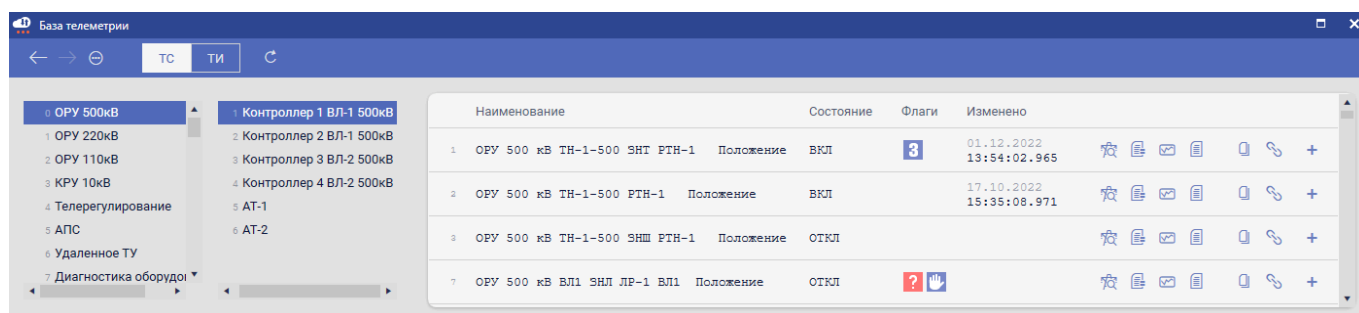 База телеметрии
ТС ТИ
0 ОРУ 500кВ
1 ОРУ 220кВ
2 ОРУ 110кВ
3 КРУ 10кВ
4 Телерегулирование
5 АПС
6 Удаленное ТУ
7 Диагностика оборудо
1 Контроллер 1 ВЛ-1 500кВ
2 Контроллер 2 ВЛ-1 500кВ
3 Контроллер 3 ВЛ-2 500кВ
4 Контроллер 4 ВЛ-2 500кВ
5 АТ-1
6 АТ-2
Наименование Состояние Флаги Изменено
1 ОРУ 500 кВ ТН-1-500 ЗНТ РТН-1 Положение ВКЛ З 01.12.2022
13:54:02.965
2 ОРУ 500 кВ ТН-1-500 РТН-1 Положение ВКЛ 17.10.2022
15:35:08.971
3 ОРУ 500 кВ ТН-1-500 ЗНШ РТН-1 Положение ОТКЛ
7 ОРУ 500 кВ ВЛ1 ЗНЛ ЛР-1 ВЛ1 Положение ОТКЛ ?